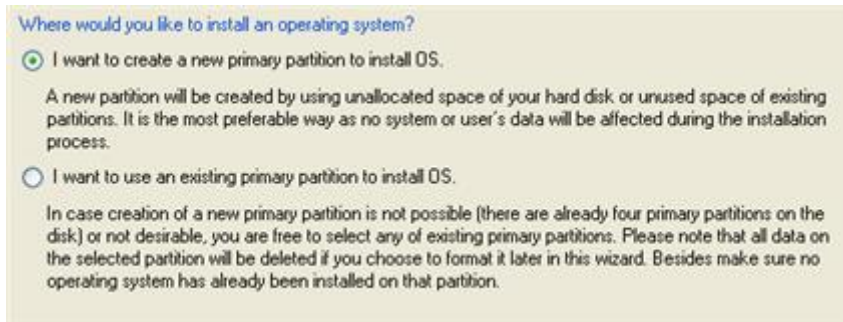 Where would you like to install an operating system?
I want to create a new primary partition to install OS.
A new partition will be created by using unallocated space of your hard disk or unused space of existing
partitions. It is the most preferable way as no system or user's data will be affected during the installation
process.
I want to use an existing primary partition to install OS.
In case creation of a new primary partition is not possible (there are already four primary partitions on the
disk) or not desirable, you are free to select any of existing primary partitions. Please note that all data on
the selected partition will be deleted if you choose to format it later in this wizard. Besides make sure no
operating system has already been installed on that partition.